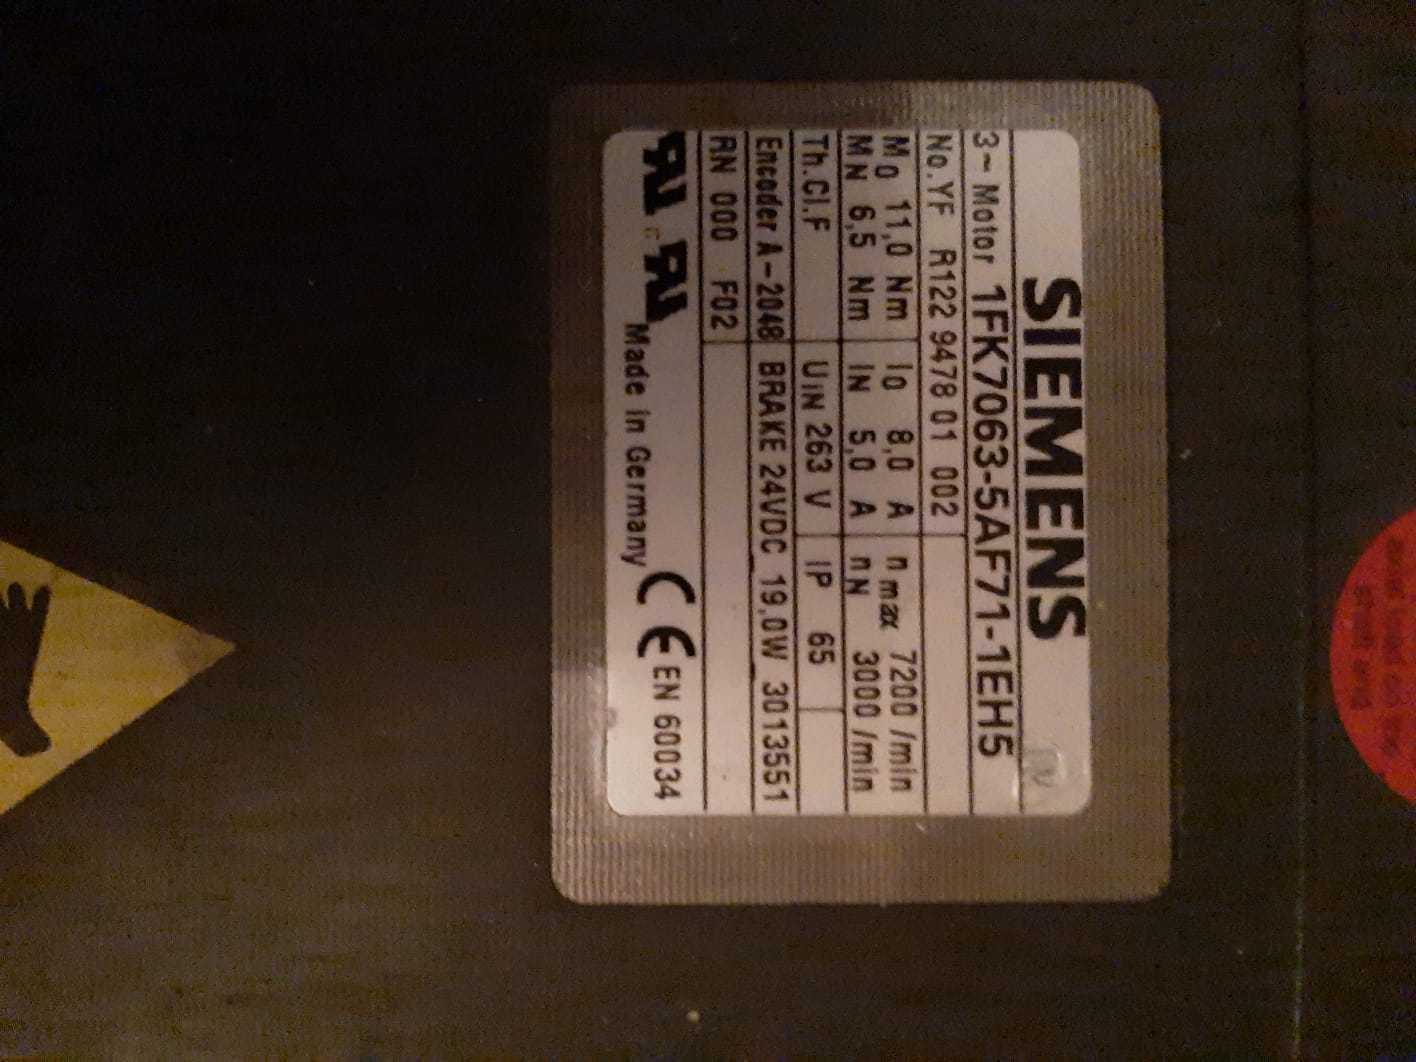 SIEMENS
3~ Motor 1FK7063-5AF71-1EH5
No.YF R122 9478 01 002
M0 11,0 Nm I0 8,0 A nmax 7200 /min
MN 6,5 Nm IN 5,0 A nN 3000 /min
Th.Cl.F UIN 263 V IP 65
Encoder A-2048 BRAKE 24VDC 19,0W 3013551
RN 000 F02
Made in Germany CE EN 60034
shaft end